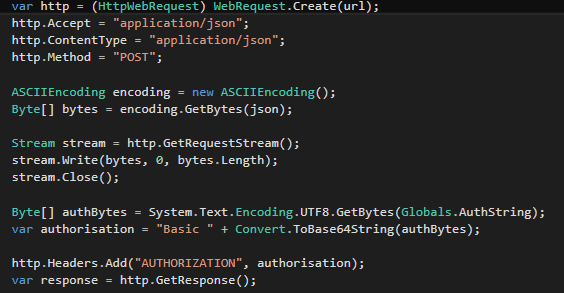 var http = (HttpWebRequest) WebRequest.Create(url);
http.Accept = "application/json";
http.ContentType = "application/json";
http.Method = "POST";
ASCIIEncoding encoding = new ASCIIEncoding();
Byte[] bytes = encoding.GetBytes(json);
Stream stream = http.GetRequestStream();
stream.Write(bytes, 0, bytes.Length);
stream.Close();
Byte[] authBytes = System.Text.Encoding.UTF8.GetBytes(Globals.AuthString);
var authorisation = "Basic " + Convert.ToBase64String(authBytes);
http.Headers.Add("AUTHORIZATION", authorisation);
var response = http.GetResponse();